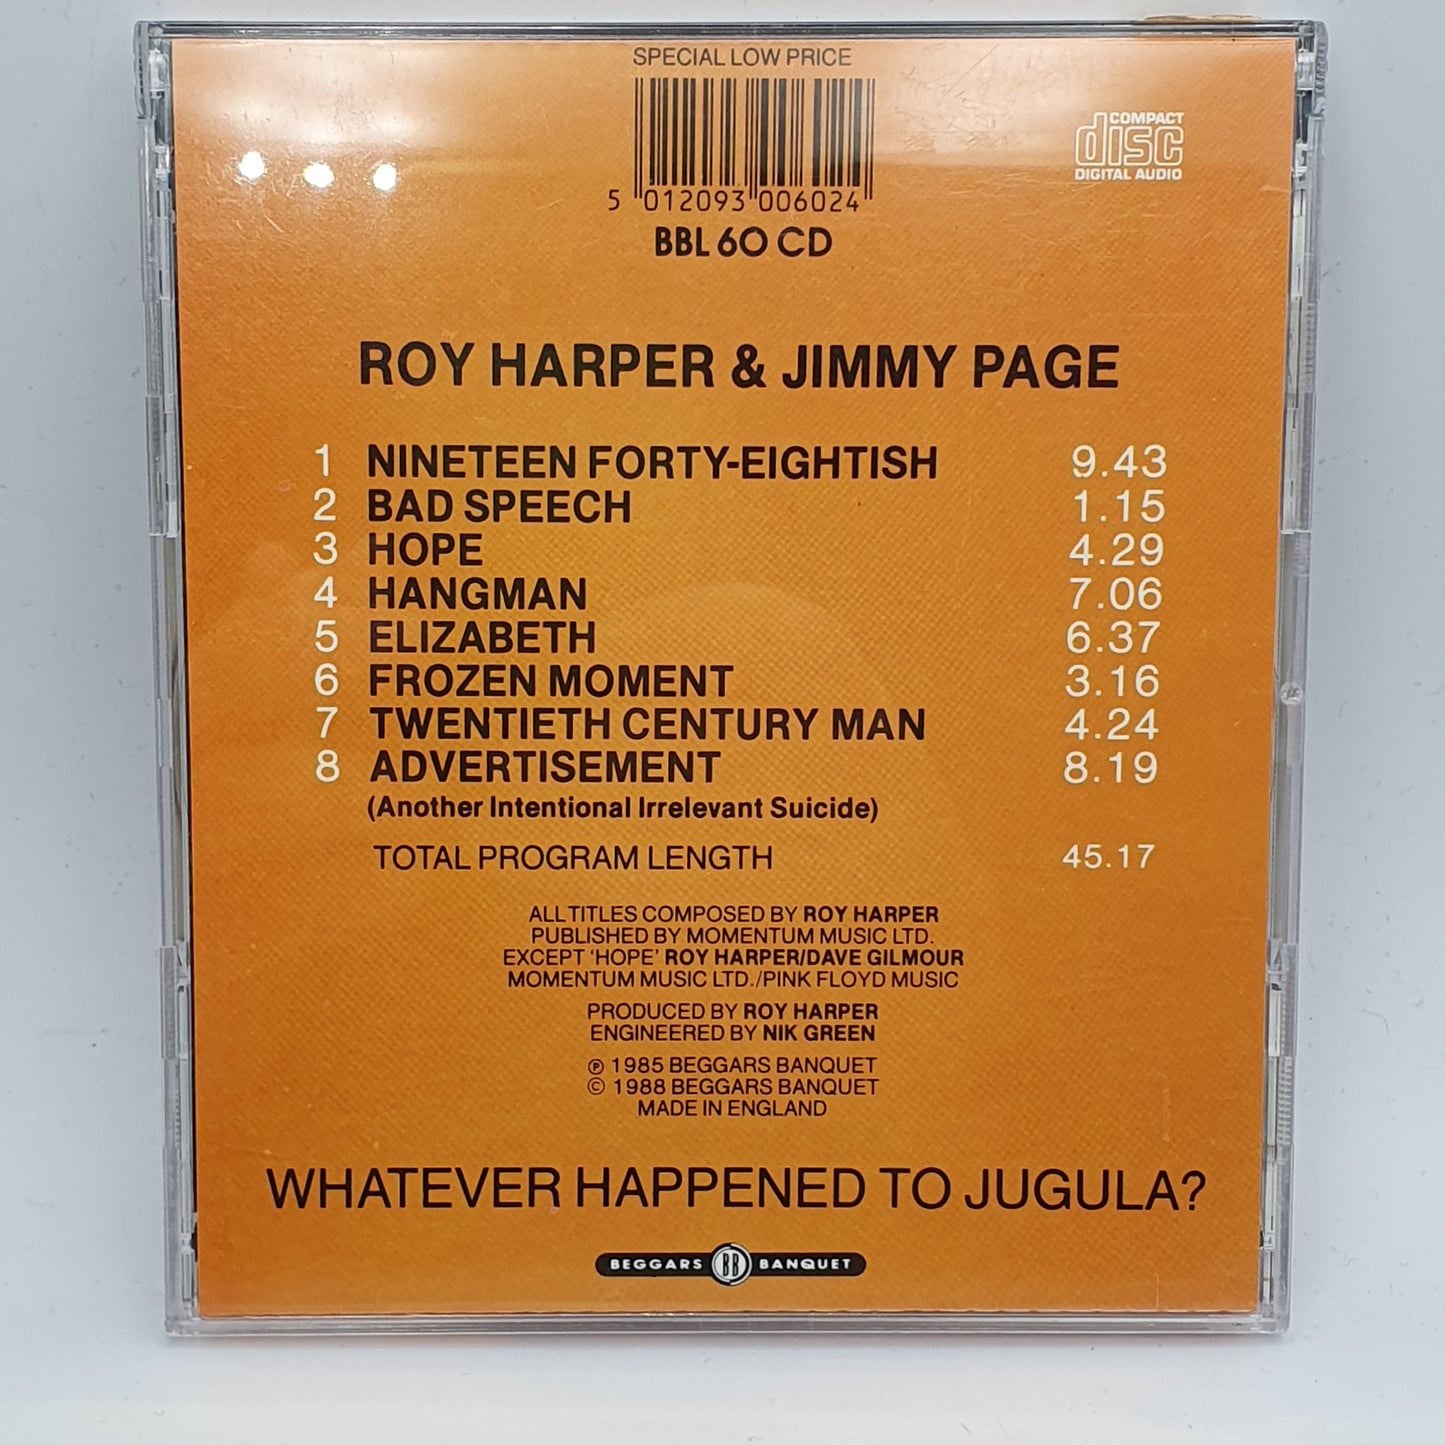 SPECIAL LOW PRICE
5 012093 006024
BBL 60 CD
COMPACT
disc
DIGITAL AUDIO
ROY HARPER & JIMMY PAGE
1 NINETEEN FORTY-EIGHTISH 9.43
2 BAD SPEECH 1.15
3 HOPE 4.29
4 HANGMAN 7.06
5 ELIZABETH 6.37
6 FROZEN MOMENT 3.16
7 TWENTIETH CENTURY MAN 4.24
8 ADVERTISEMENT 8.19
(Another Intentional Irrelevant Suicide)
TOTAL PROGRAM LENGTH 45.17
ALL TITLES COMPOSED BY ROY HARPER
PUBLISHED BY MOMENTUM MUSIC LTD.
EXCEPT ‘HOPE’ ROY HARPER/DAVE GILMOUR
MOMENTUM MUSIC LTD./PINK FLOYD MUSIC
PRODUCED BY ROY HARPER
ENGINEERED BY NIK GREEN
℗ 1985 BEGGARS BANQUET
© 1988 BEGGARS BANQUET
MADE IN ENGLAND
WHATEVER HAPPENED TO JUGULA?
BEGGARS BB BANQUET